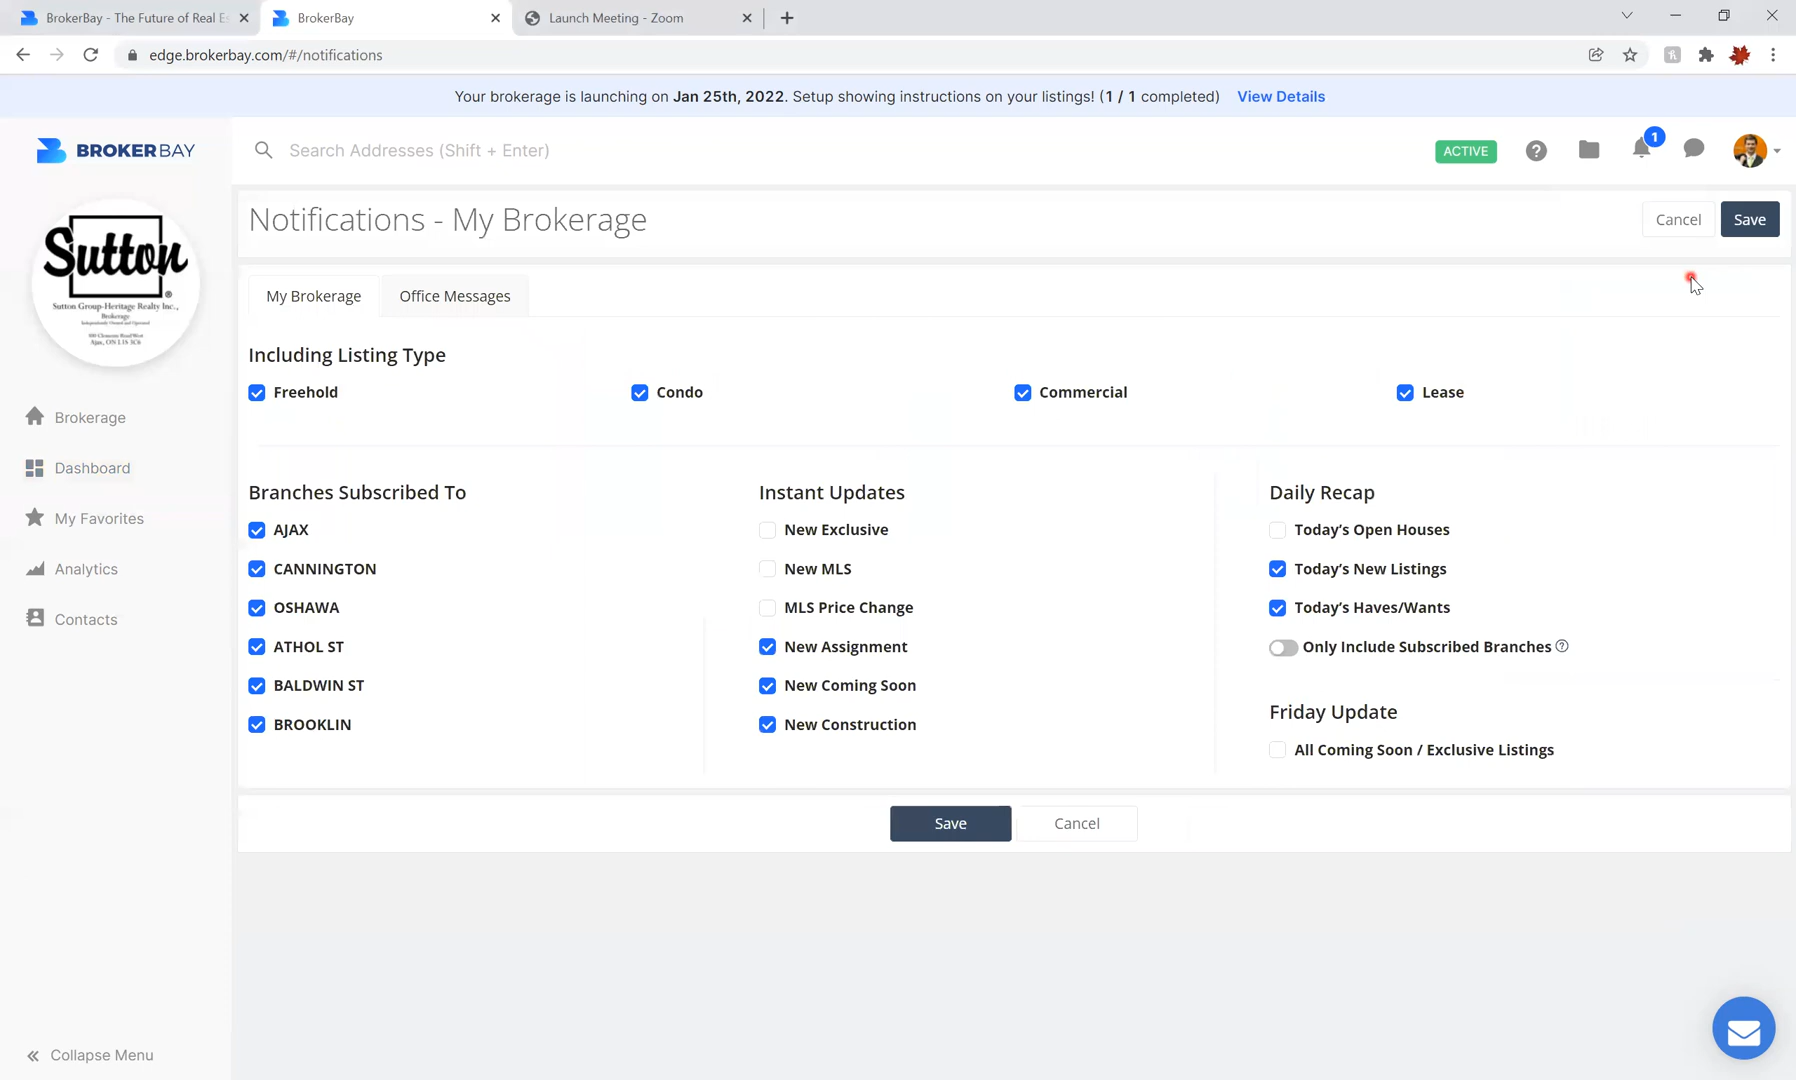 BrokerBay - The Future of Real Es
BrokerBay
Launch Meeting - Zoom
edge.brokerbay.com/#/notifications
Your brokerage is launching on Jan 25th, 2022. Setup showing instructions on your listings! (1 / 1 completed) View Details
BROKERBAY
Search Addresses (Shift + Enter)
ACTIVE
1
Sutton
Sutton Group-Heritage Realty Inc.,
Brokerage
Independently Owned and Operated
Ajax, ON L1S 3C6
Notifications - My Brokerage
Cancel
Save
My Brokerage
Office Messages
Including Listing Type
Freehold
Condo
Commercial
Lease
Brokerage
Dashboard
My Favorites
Analytics
Contacts
Branches Subscribed To
AJAX
CANNINGTON
OSHAWA
ATHOL ST
BALDWIN ST
BROOKLIN
Instant Updates
New Exclusive
New MLS
MLS Price Change
New Assignment
New Coming Soon
New Construction
Daily Recap
Today's Open Houses
Today's New Listings
Today's Haves/Wants
Only Include Subscribed Branches
Friday Update
All Coming Soon / Exclusive Listings
Save
Cancel
Collapse Menu